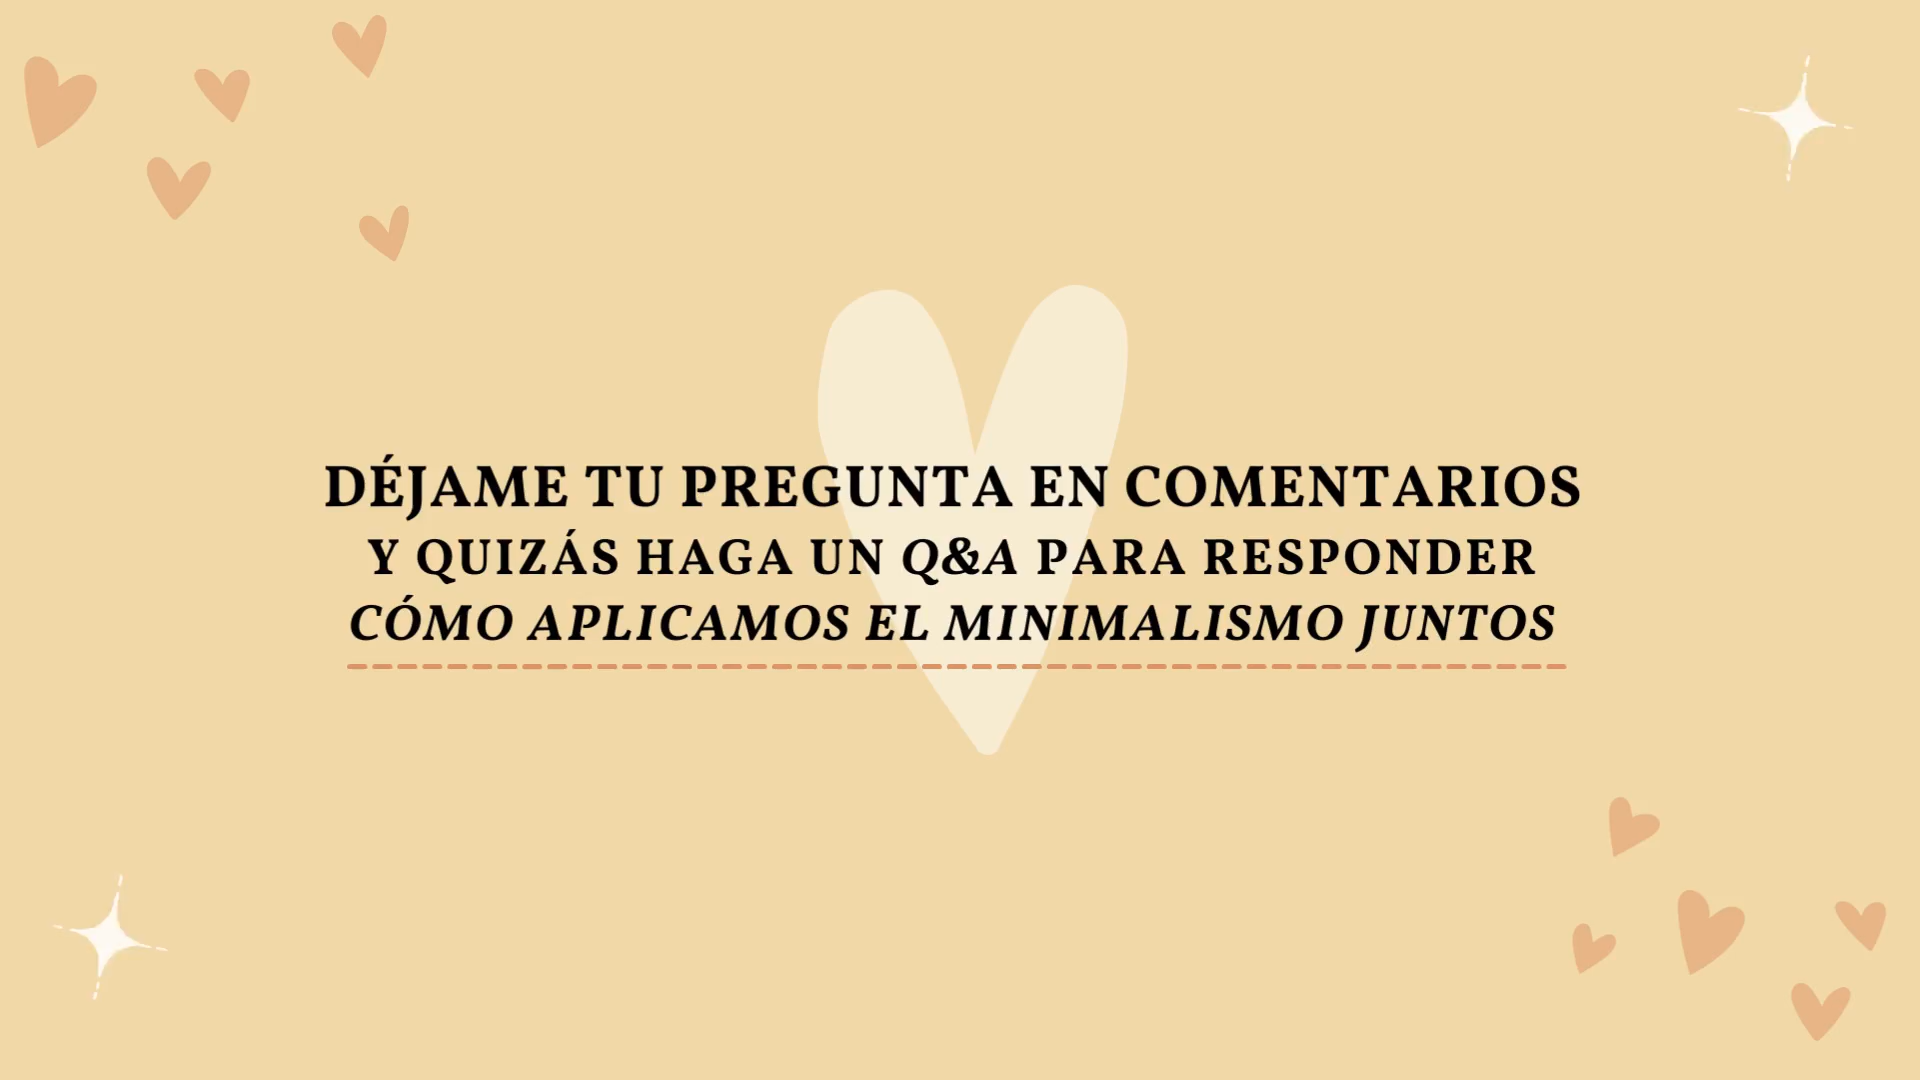 DÉJAME TU PREGUNTA EN COMENTARIOS
Y QUIZÁS HAGA UN Q&A PARA RESPONDER
CÓMO APLICAMOS EL MINIMALISMO JUNTOS